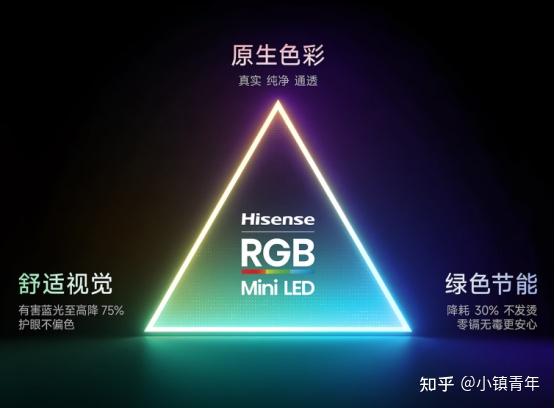 原生色彩
真实 纯净 通透
Hisense
RGB
Mini LED
舒适视觉
有害蓝光至高降 75%
护眼不偏色
绿色节能
降耗 30% 不发烫
零镉无毒更安心
知乎 @小镇青年